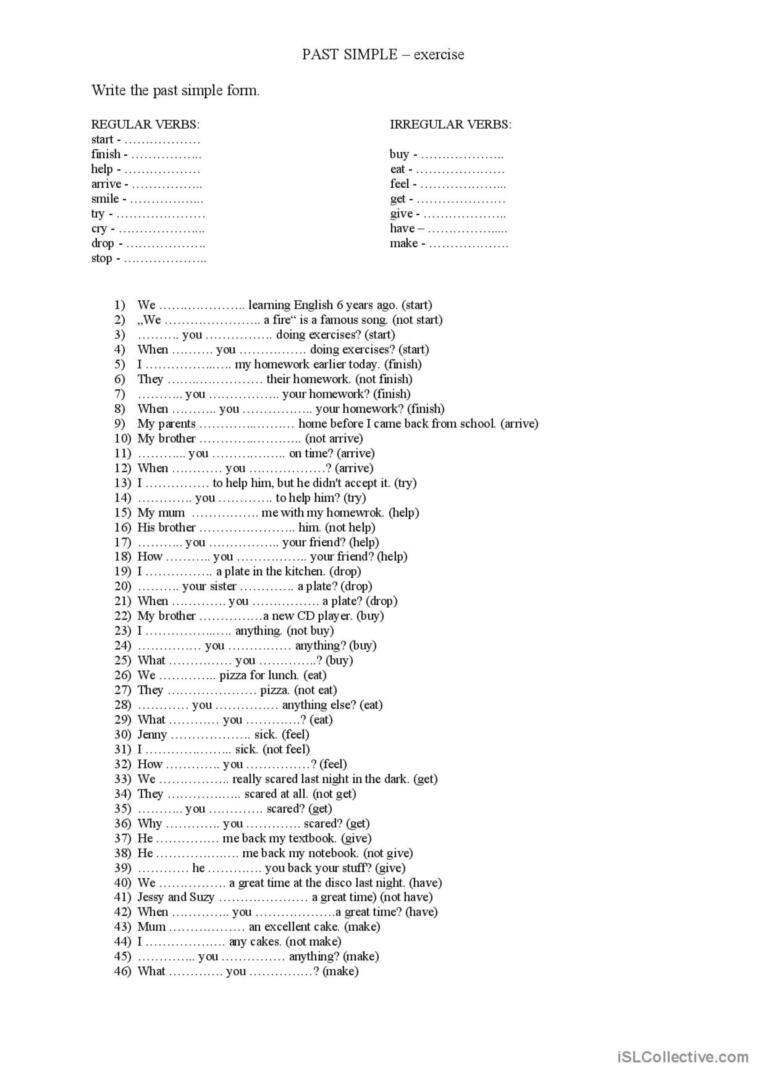 PAST SIMPLE – exercise
Write the past simple form.
REGULAR VERBS:
start - ………………
finish - ……………..
help - ………………
arrive - ……………..
smile - ……………...
try - …………………
cry - ………………...
drop - ……………….
stop - ………………..
IRREGULAR VERBS:
buy - ………………..
eat - …………………
feel - ………………...
get - …………………
give - ………………..
have – …………….....
make - ……………….
1) We ……………….. learning English 6 years ago. (start)
2) „We ………………….. a fire“ is a famous song. (not start)
3) ………. you ……………. doing exercises? (start)
4) When ………. you ……………. doing exercises? (start)
5) I ……………..…. my homework earlier today. (finish)
6) They ………………… their homework. (not finish)
7) ……….. you …………….. your homework? (finish)
8) When ……….. you …………….. your homework? (finish)
9) My parents ………………… home before I came back from school. (arrive)
10) My brother ………………….. (not arrive)
11) ……….. you …………….. on time? (arrive)
12) When ………… you ………………? (arrive)
13) I …………… to help him, but he didn't accept it. (try)
14) …………. you …………. to help him? (try)
15) My mum ……………. me with my homewrok. (help)
16) His brother ………………….. him. (not help)
17) ……….. you …………….. your friend? (help)
18) How ……….. you …………….. your friend? (help)
19) I ……………. a plate in the kitchen. (drop)
20) ………. your sister …………. a plate? (drop)
21) When …………. you ……………. a plate? (drop)
22) My brother ……………a new CD player. (buy)
23) I ……………..…. anything. (not buy)
24) …………… you …………… anything? (buy)
25) What …………… you …………..? (buy)
26) We ………….. pizza for lunch. (eat)
27) They ………………… pizza. (not eat)
28) ………… you …………… anything else? (eat)
29) What ………… you ………….? (eat)
30) Jenny ………………. sick. (feel)
31) I ……………….. sick. (not feel)
32) How …………. you ……………? (feel)
33) We …………….. really scared last night in the dark. (get)
34) They …………….. scared at all. (not get)
35) ……….. you …………. scared? (get)
36) Why …………. you …………. scared? (get)
37) He …………… me back my textbook. (give)
38) He ………………. me back my notebook. (not give)
39) ………… he …………. you back your stuff? (give)
40) We ……………. a great time at the disco last night. (have)
41) Jessy and Suzy ………………… a great time) (not have)
42) When ………….. you ……………….a great time? (have)
43) Mum ……………… an excellent cake. (make)
44) I ………………. any cakes. (not make)
45) ………….. you …………… anything? (make)
46) What …………. you ……………? (make)
iSLCollective.com